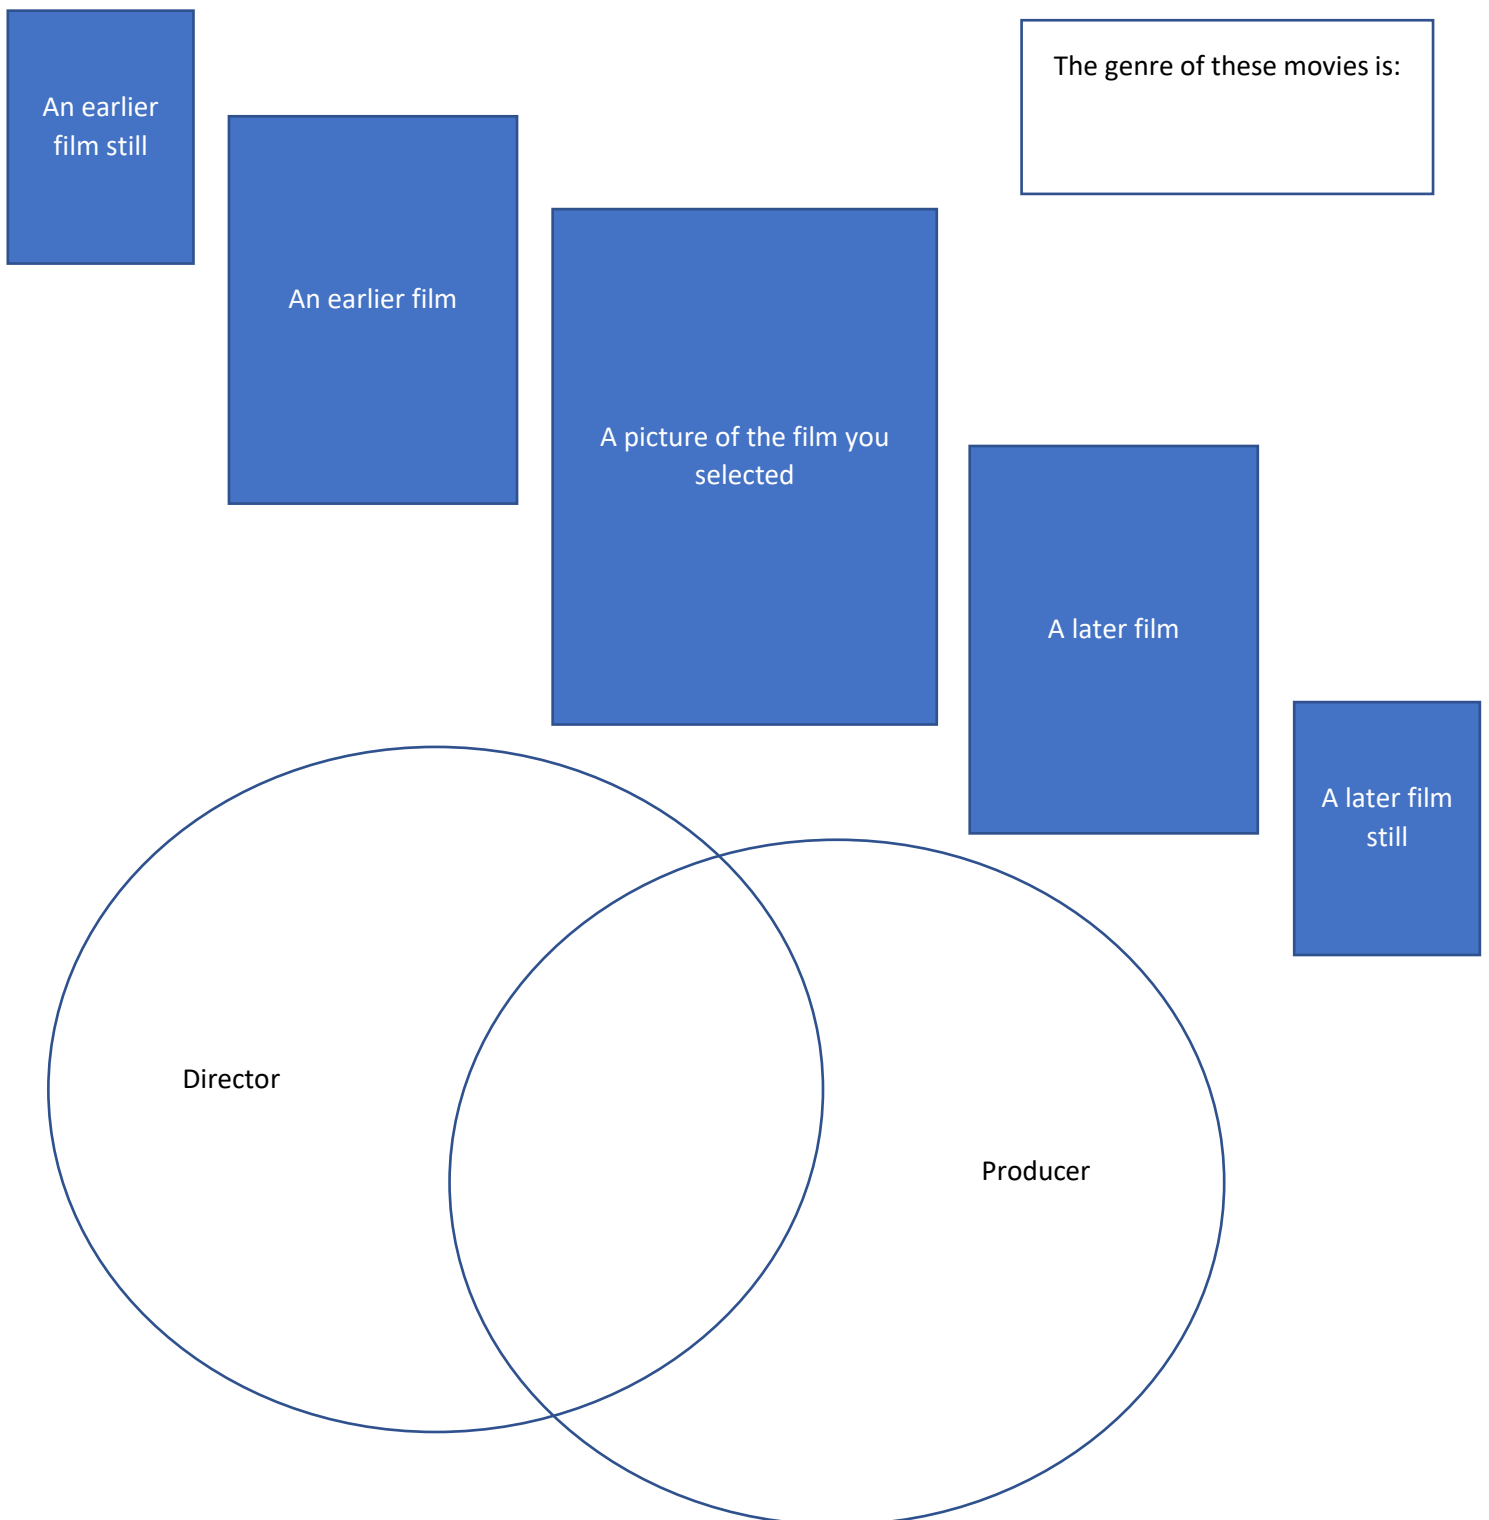 An earlier
film still
The genre of these movies is:
An earlier film
A picture of the film you
selected
A later film
A later film
still
Director
Producer